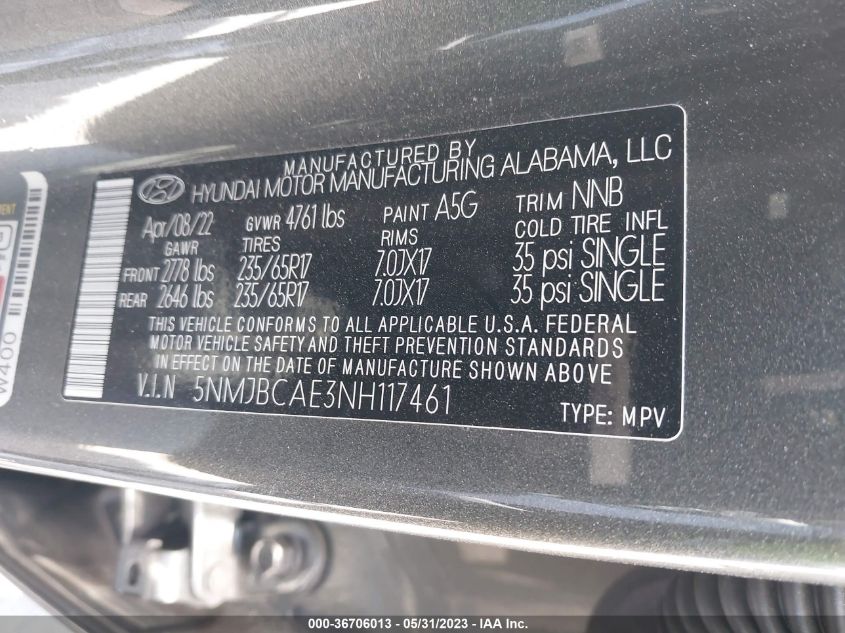 MANUFACTURED BY
HYUNDAI MOTOR MANUFACTURING ALABAMA, LLC
Apr/08/22 GVWR 4761 lbs PAINT A5G TRIM NNB
GAWR TIRES RIMS COLD TIRE INFL
FRONT 2778 lbs 235/65R17 7.0JX17 35 psi SINGLE
REAR 2646 lbs 235/65R17 7.0JX17 35 psi SINGLE
THIS VEHICLE CONFORMS TO ALL APPLICABLE U.S.A. FEDERAL
MOTOR VEHICLE SAFETY AND THEFT PREVENTION STANDARDS
IN EFFECT ON THE DATE OF MANUFACTURE SHOWN ABOVE
V.I.N 5NMJBCAE3NH117461
TYPE: MPV
W400
000-36706013 - 05/31/2023 - IAA Inc.